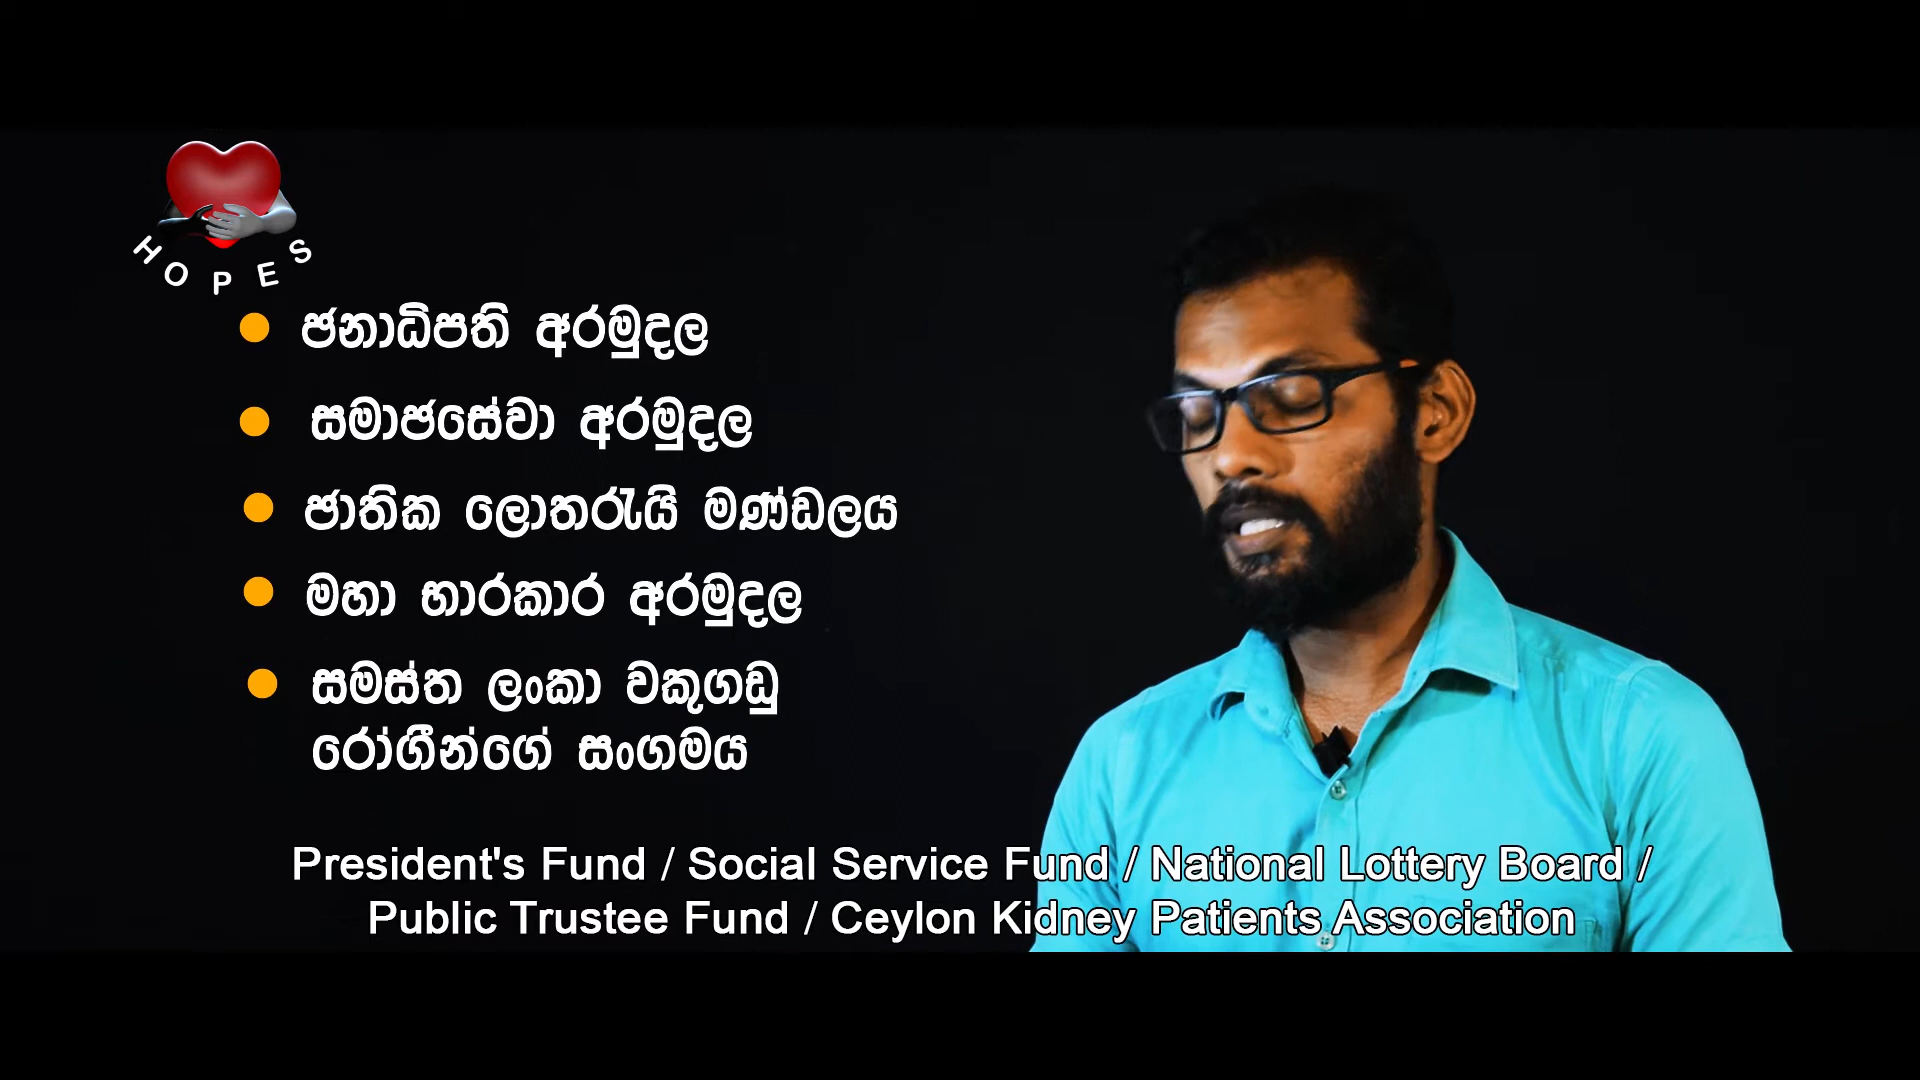 HOPES
ජනාධිපති අරමුදල
සමාජසේවා අරමුදල
ජාතික ලොතරැයි මණ්ඩලය
මහා භාරකාර අරමුදල
සමස්ත ලංකා වකුගඩු
රෝගීන්ගේ සංගමය
President's Fund / Social Service Fund / National Lottery Board /
Public Trustee Fund / Ceylon Kidney Patients Association